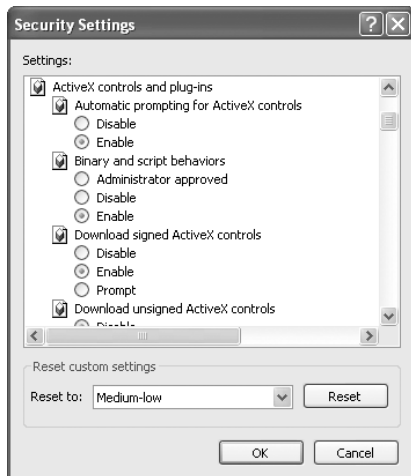 Security Settings
Settings:
ActiveX controls and plug-ins
Automatic prompting for ActiveX controls
Disable
Enable
Binary and script behaviors
Administrator approved
Disable
Enable
Download signed ActiveX controls
Disable
Enable
Prompt
Download unsigned ActiveX controls
Disable
Reset custom settings
Reset to: Medium-low Reset
OK Cancel